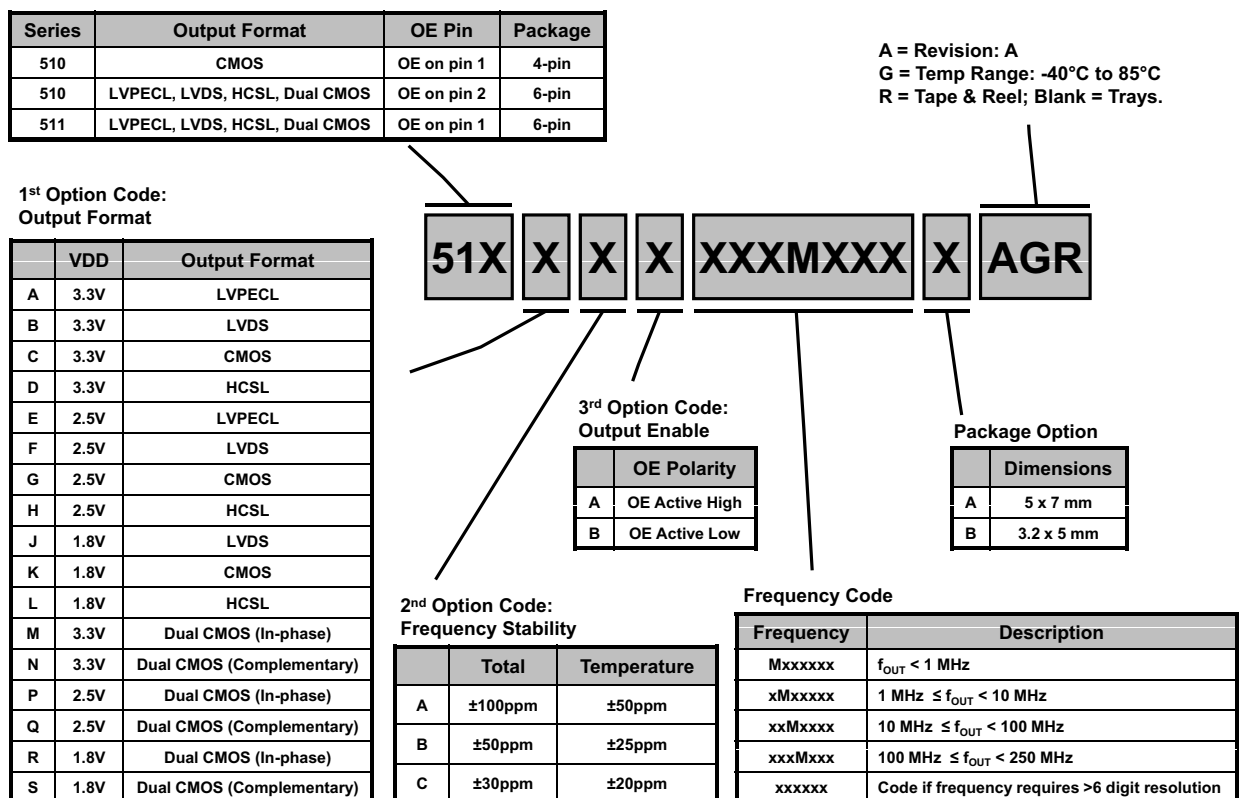 Series Output Format OE Pin Package
510 CMOS OE on pin 1 4-pin
510 LVPECL, LVDS, HCSL, Dual CMOS OE on pin 2 6-pin
511 LVPECL, LVDS, HCSL, Dual CMOS OE on pin 1 6-pin
A = Revision: A
G = Temp Range: -40°C to 85°C
R = Tape & Reel; Blank = Trays.
51X X X X XXXMXXX X AGR
1st Option Code:
Output Format
VDD Output Format
A 3.3V LVPECL
B 3.3V LVDS
C 3.3V CMOS
D 3.3V HCSL
E 2.5V LVPECL
F 2.5V LVDS
G 2.5V CMOS
H 2.5V HCSL
J 1.8V LVDS
K 1.8V CMOS
L 1.8V HCSL
M 3.3V Dual CMOS (In-phase)
N 3.3V Dual CMOS (Complementary)
P 2.5V Dual CMOS (In-phase)
Q 2.5V Dual CMOS (Complementary)
R 1.8V Dual CMOS (In-phase)
S 1.8V Dual CMOS (Complementary)
3rd Option Code:
Output Enable
OE Polarity
A OE Active High
B OE Active Low
Package Option
Dimensions
A 5 x 7 mm
B 3.2 x 5 mm
2nd Option Code:
Frequency Stability
Total Temperature
A ±100ppm ±50ppm
B ±50ppm ±25ppm
C ±30ppm ±20ppm
Frequency Code
Frequency Description
Mxxxxxx fOUT < 1 MHz
xMxxxxx 1 MHz ≤ fOUT < 10 MHz
xxMxxxx 10 MHz ≤ fOUT < 100 MHz
xxxMxxx 100 MHz ≤ fOUT < 250 MHz
xxxxxx Code if frequency requires >6 digit resolution